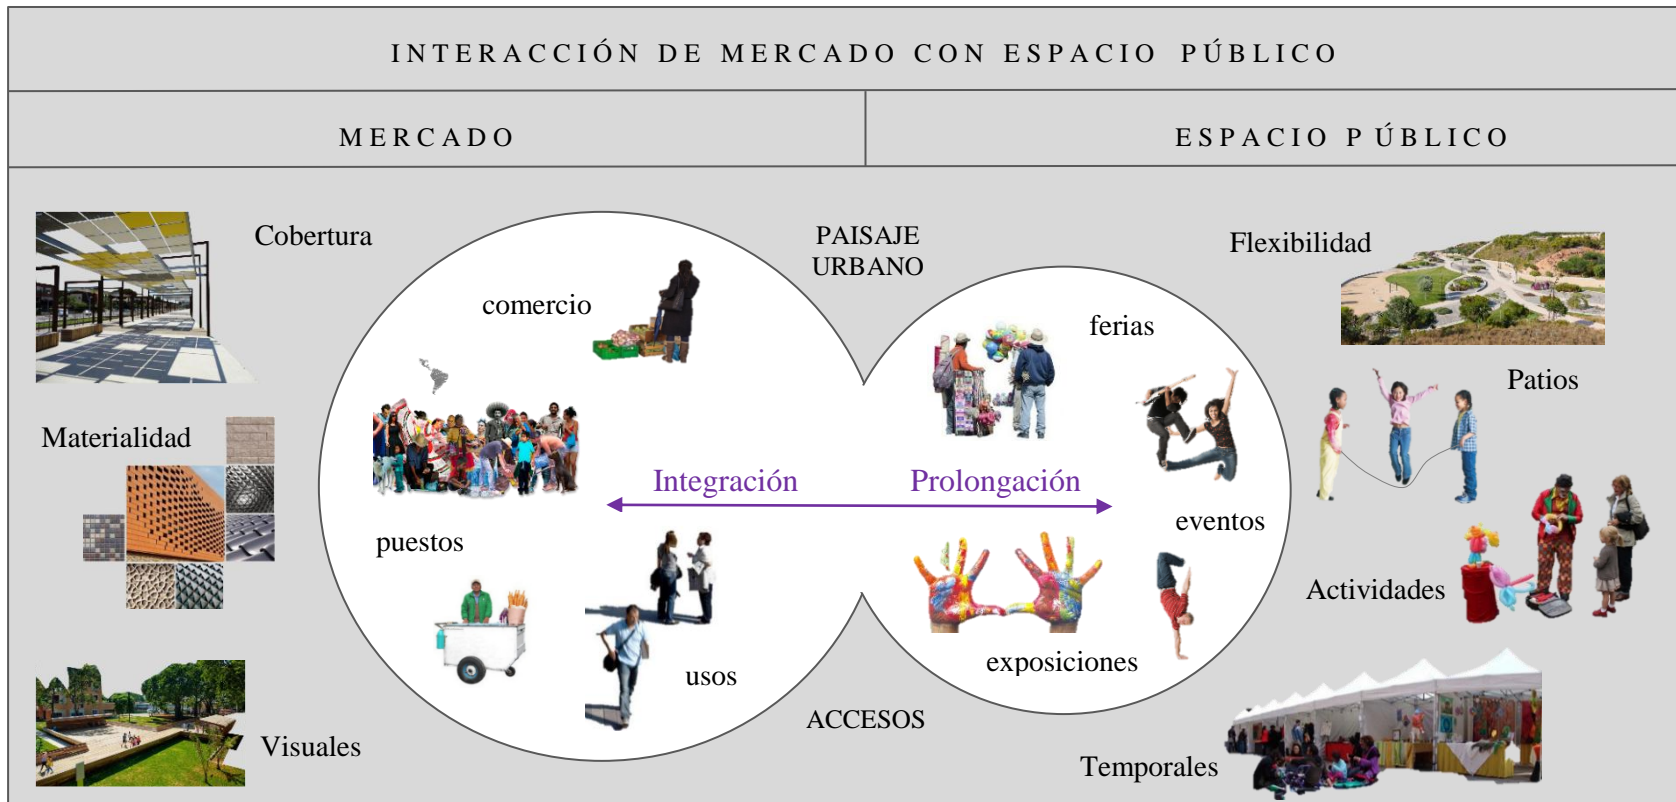 INTERACCIÓN DE MERCADO CON ESPACIO PÚBLICO
MERCADO
ESPACIO PÚBLICO
Cobertura
Materialidad
Visuales
comercio
puestos
usos
PAISAJE
URBANO
Integración
Prolongación
ACCESOS
ferias
eventos
exposiciones
Flexibilidad
Patios
Actividades
Temporales